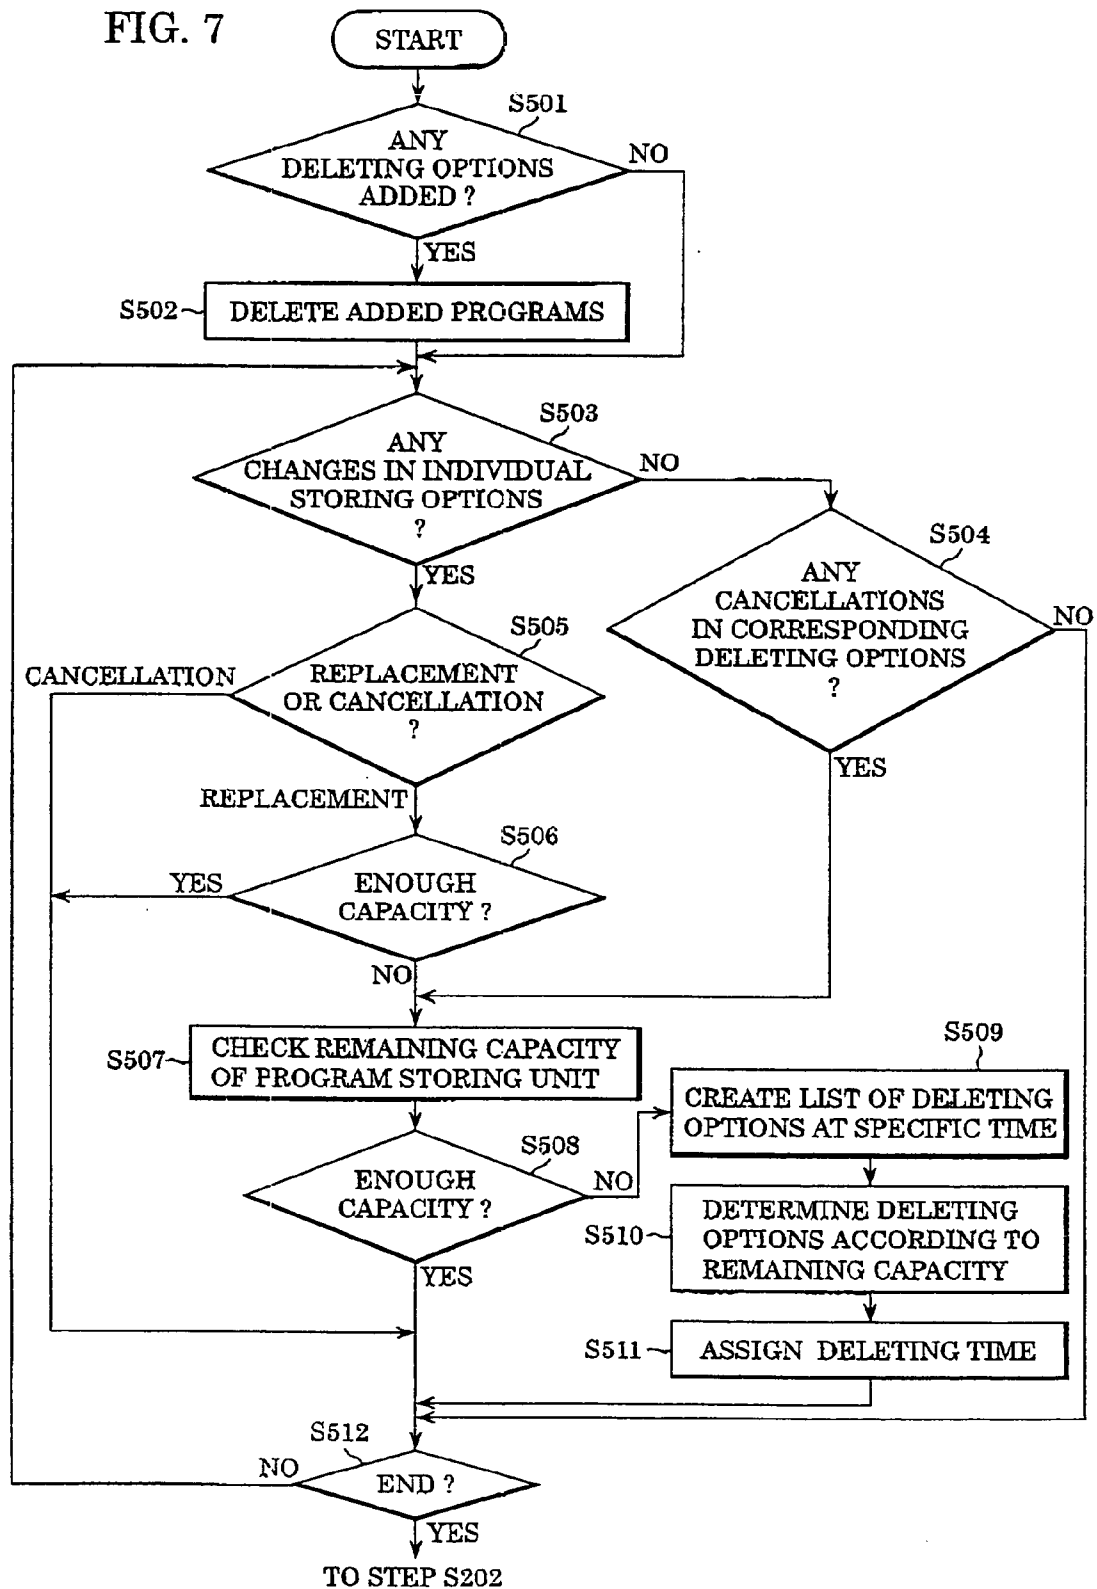 FIG. 7
START
S501
ANY
DELETING OPTIONS
ADDED ?
NO
YES
S502
DELETE ADDED PROGRAMS
S503
ANY
CHANGES IN INDIVIDUAL
STORING OPTIONS
?
NO
YES
S504
ANY
CANCELLATIONS
IN CORRESPONDING
DELETING OPTIONS
?
NO
YES
S505
REPLACEMENT
OR CANCELLATION
?
CANCELLATION
REPLACEMENT
S506
ENOUGH
CAPACITY ?
YES
NO
S507
CHECK REMAINING CAPACITY
OF PROGRAM STORING UNIT
S508
ENOUGH
CAPACITY ?
NO
YES
S509
CREATE LIST OF DELETING
OPTIONS AT SPECIFIC TIME
S510
DETERMINE DELETING
OPTIONS ACCORDING TO
REMAINING CAPACITY
S511
ASSIGN DELETING TIME
S512
END ?
NO
YES
TO STEP S202